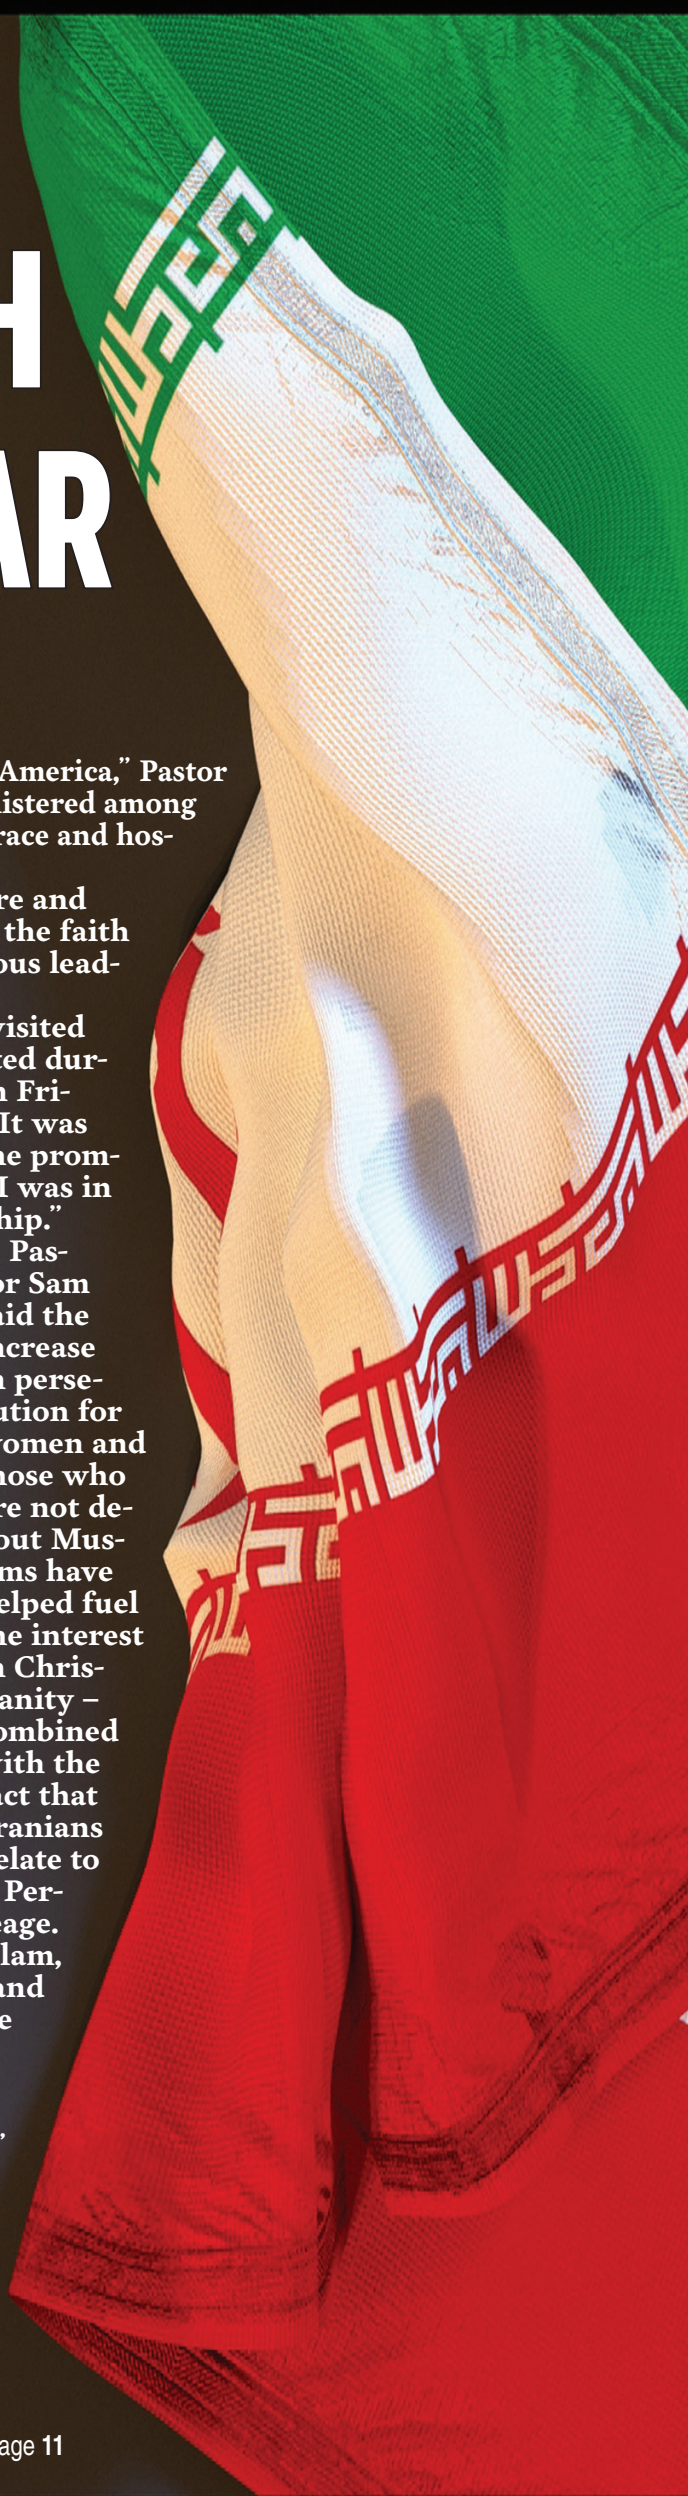 H
AR
America,” Pastor
istered among
race and hos-
re and
the faith
ous lead-
visited
ted dur-
n Fri-
It was
he prom-
I was in
hip.”
Pas-
or Sam
aid the
ncrease
n perse-
ution for
women and
hose who
re not de-
out Mus-
ms have
elped fuel
he interest
n Chris-
anity –
ombined
with the
act that
ranians
elate to
Per-
eage.
lam,
and
e
,
age 11